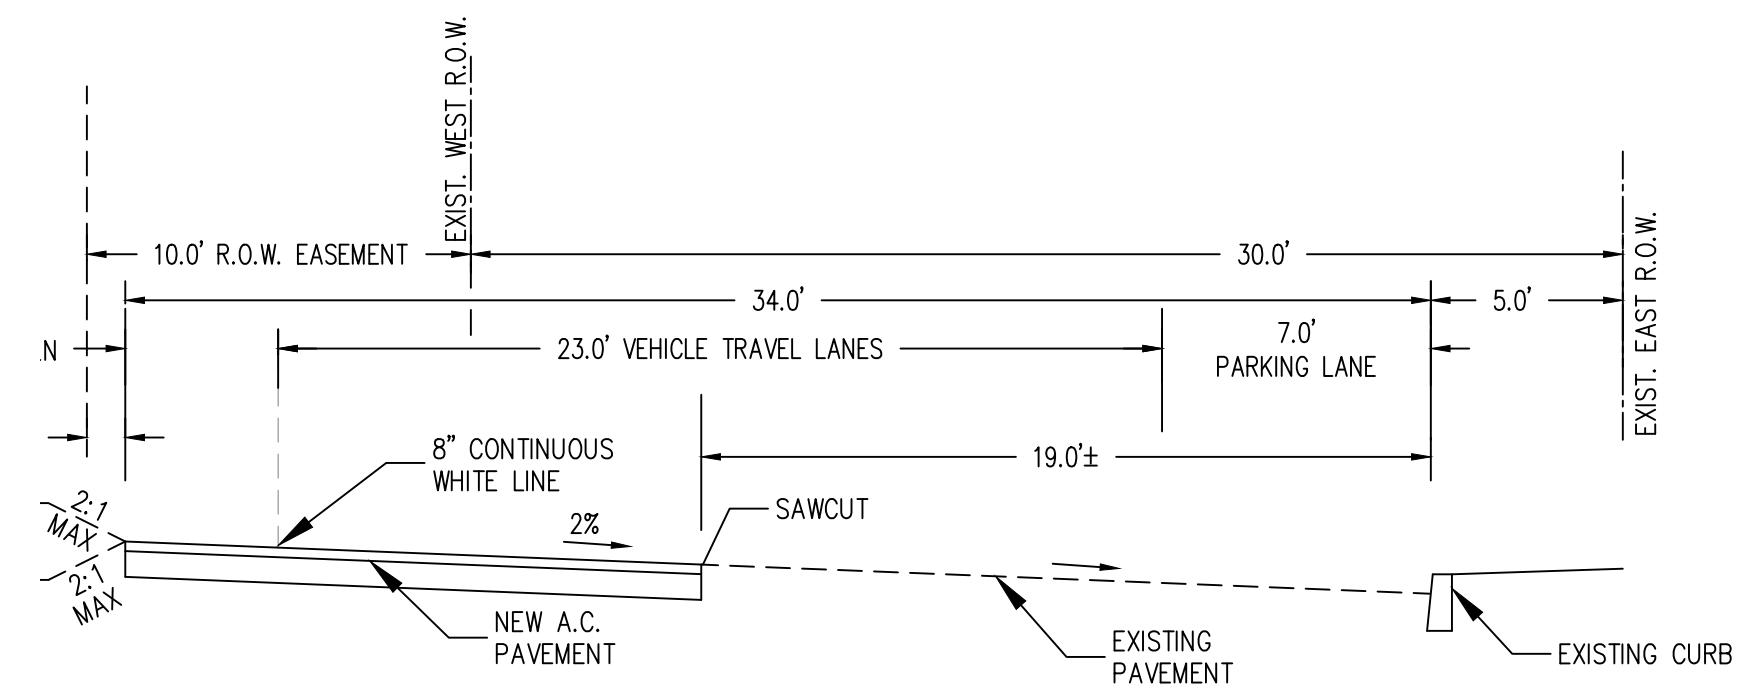 EXIST. WEST R.O.W.
10.0' R.O.W. EASEMENT
30.0'
34.0'
5.0'
EXIST. EAST R.O.W.
.N
23.0' VEHICLE TRAVEL LANES
7.0'
PARKING LANE
8" CONTINUOUS
WHITE LINE
19.0'±
2:1
MAX
2%
SAWCUT
2:1
MAX
NEW A.C.
PAVEMENT
EXISTING
PAVEMENT
EXISTING CURB